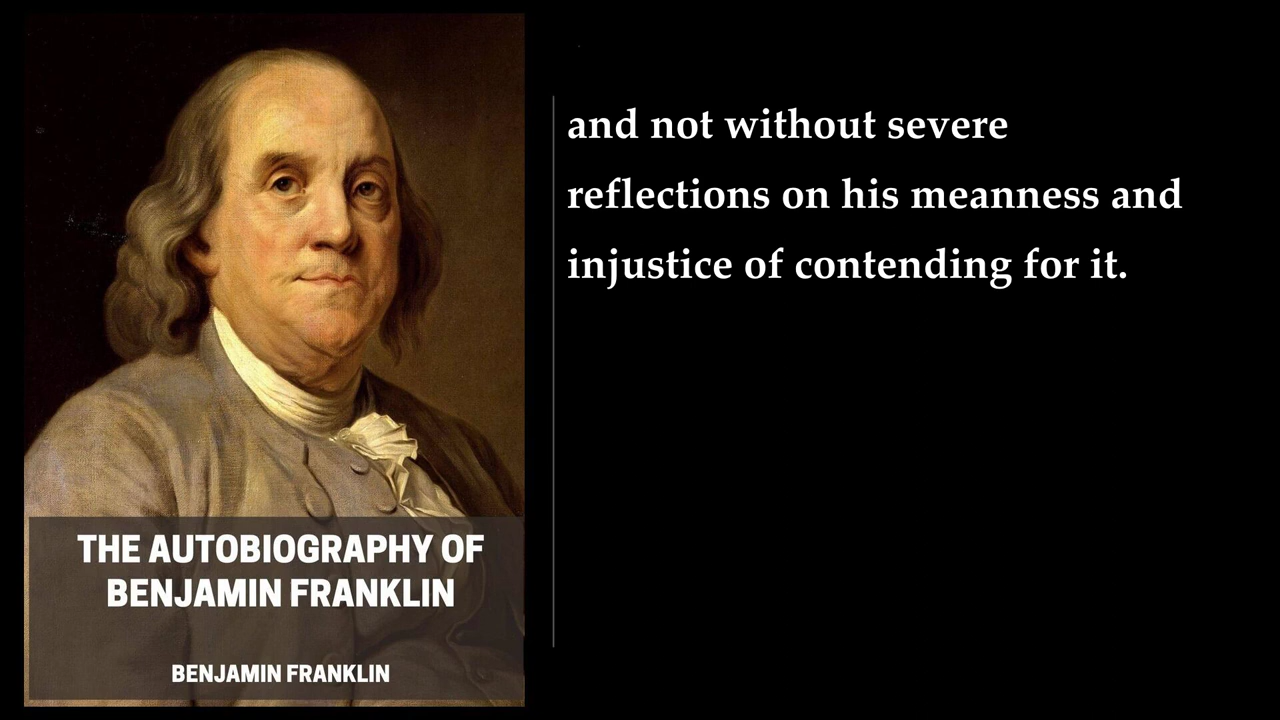 and not without severe
reflections on his meanness and
injustice of contending for it.
THE AUTOBIOGRAPHY OF
BENJAMIN FRANKLIN
BENJAMIN FRANKLIN